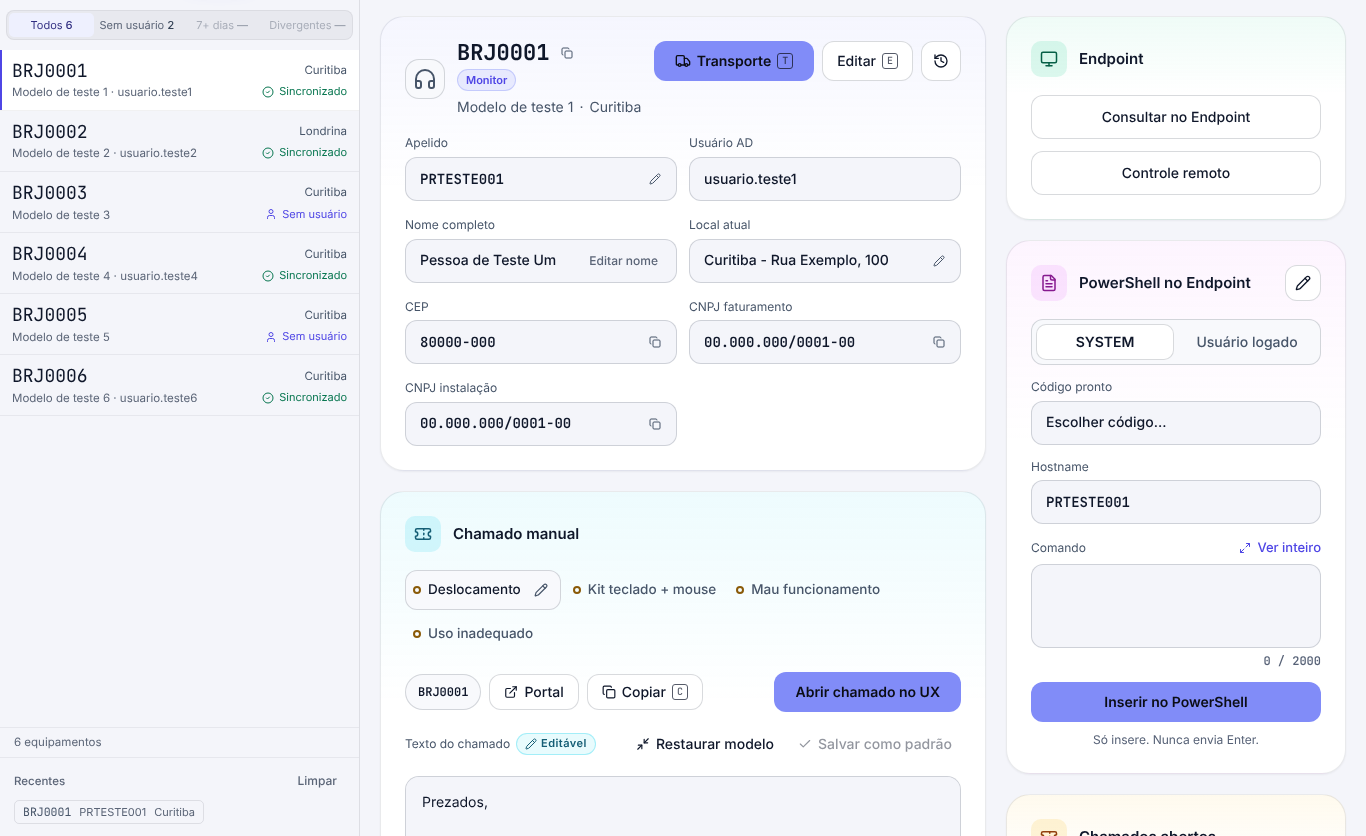 Todos 6 Sem usuário 2 7+ dias — Divergentes —
BRJ0001 Curitiba
Modelo de teste 1 · usuario.teste1 Sincronizado
BRJ0002 Londrina
Modelo de teste 2 · usuario.teste2 Sincronizado
BRJ0003 Curitiba
Modelo de teste 3 Sem usuário
BRJ0004 Curitiba
Modelo de teste 4 · usuario.teste4 Sincronizado
BRJ0005 Curitiba
Modelo de teste 5 Sem usuário
BRJ0006 Curitiba
Modelo de teste 6 · usuario.teste6 Sincronizado
6 equipamentos
Recentes Limpar
BRJ0001 PRTESTE001 Curitiba
BRJ0001
Monitor
Modelo de teste 1 · Curitiba
Transporte T
Editar E
Apelido Usuário AD
PRTESTE001 usuario.teste1
Nome completo Local atual
Pessoa de Teste Um Editar nome Curitiba - Rua Exemplo, 100
CEP CNPJ faturamento
80000-000 00.000.000/0001-00
CNPJ instalação
00.000.000/0001-00
Chamado manual
Deslocamento Kit teclado + mouse Mau funcionamento
Uso inadequado
BRJ0001 Portal Copiar C Abrir chamado no UX
Texto do chamado Editável Restaurar modelo Salvar como padrão
Prezados,
Endpoint
Consultar no Endpoint
Controle remoto
PowerShell no Endpoint
SYSTEM Usuário logado
Código pronto
Escolher código...
Hostname
PRTESTE001
Comando Ver inteiro
0 / 2000
Inserir no PowerShell
Só insere. Nunca envia Enter.
Chamados abertos